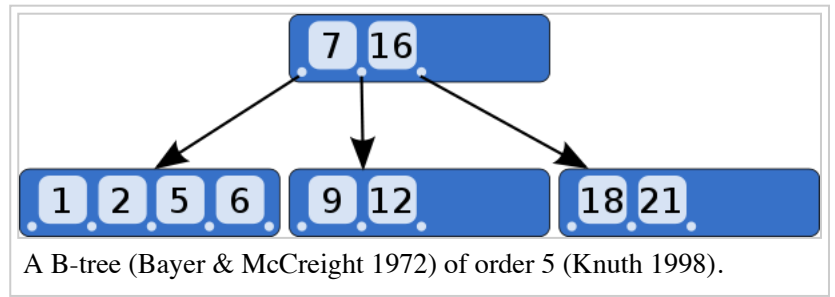 7 16
1 2 5 6 9 12 18 21
A B-tree (Bayer & McCreight 1972) of order 5 (Knuth 1998).